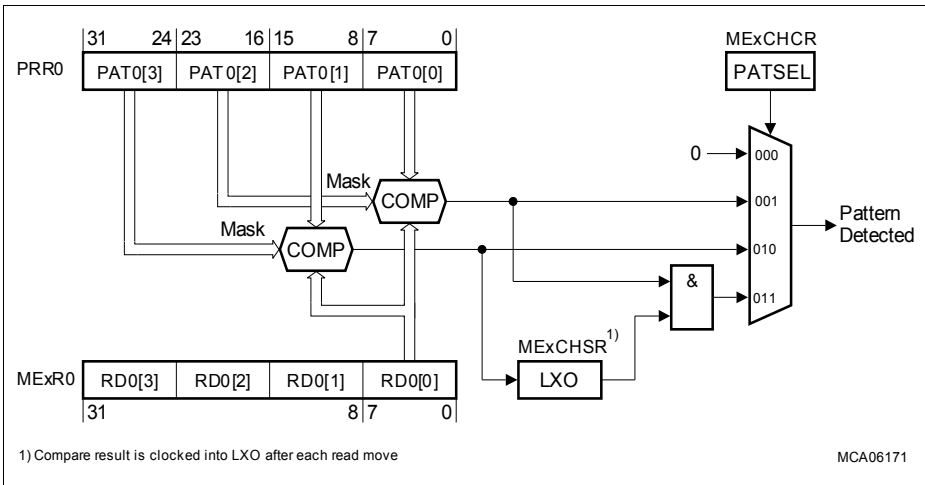 31 24 23 16 15 8 7 0
PRR0 PAT0[3] PAT0[2] PAT0[1] PAT0[0]
MExCHCR
PATSEL
0 000
Mask COMP 001
Pattern
Detected
Mask COMP 010
& 011
MExCHSR 1)
LXO
MExR0 RD0[3] RD0[2] RD0[1] RD0[0]
31 8 7 0
1) Compare result is clocked into LXO after each read move
MCA06171